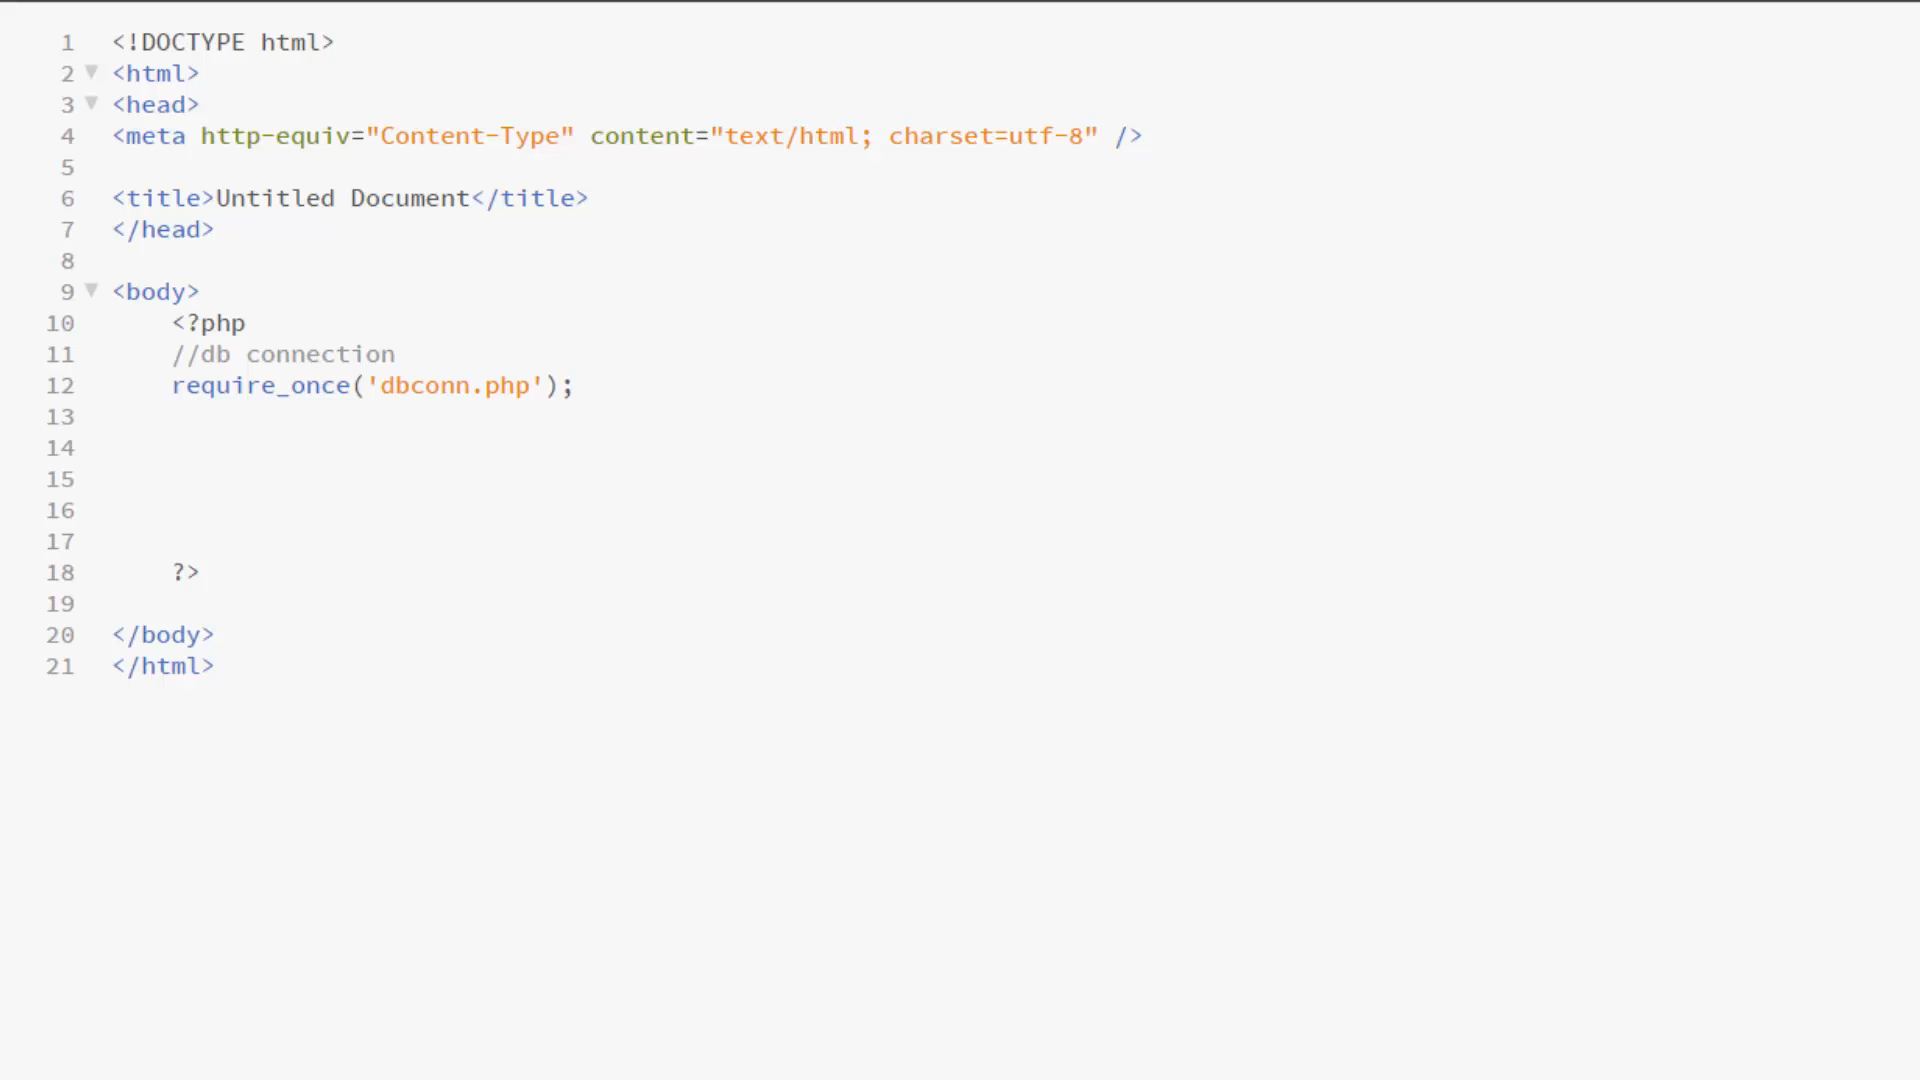 1 <!DOCTYPE html>
2 <html>
3 <head>
4 <meta http-equiv="Content-Type" content="text/html; charset=utf-8" />
5
6 <title>Untitled Document</title>
7 </head>
8
9 <body>
10 <?php
11 //db connection
12 require_once('dbconn.php');
13
14
15
16
17
18 ?>
19
20 </body>
21 </html>